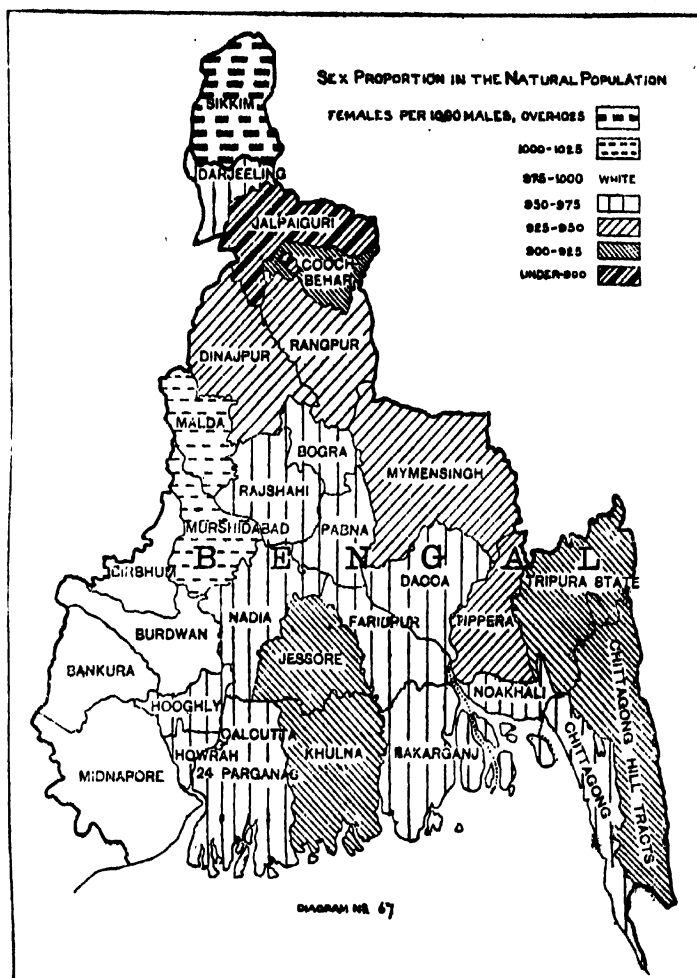 SEX PROPORTION IN THE NATURAL POPULATION
FEMALES PER 1000 MALES, OVER 1025
1000-1025
975-1000 WHITE
950-975
925-950
900-925
UNDER-900
SIKKIM
DARJEELING
JALPAIGURI
COOCH
BEHAR
DINAJPUR
RANGPUR
MALDA
BOGRA
MYMENSINGH
RAJSHAHI
MURSHIDABAD
PABNA
BENGAL
BIRBHUM
DACCA
TRIPURA STATE
NADIA
FARIDPUR
TIPPERA
BURDWAN
JESSORE
BANKURA
NOAKHALI
HOOGHLY
CALCUTTA
HOWRAH
KHULNA
BAKARGANJ
24 PARGANAS
MIDNAPORE
CHITTAGONG
CHITTAGONG HILL TRACTS
DIAGRAM NO 67